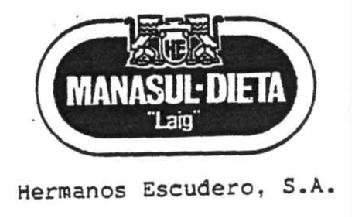 HE
MANASUL-DIETA
"Laig"
Hermanos Escudero, S.A.